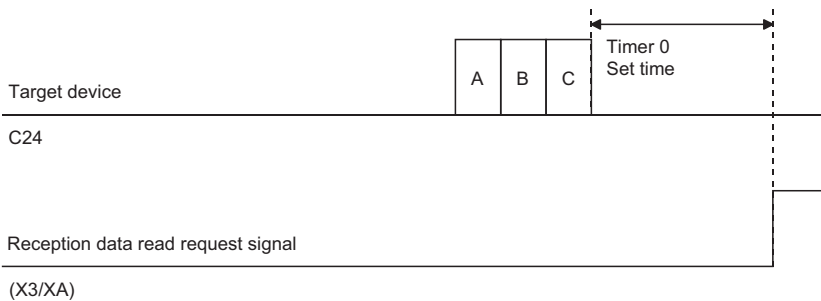 A B C
Timer 0
Set time
Target device
C24
Reception data read request signal
(X3/XA)